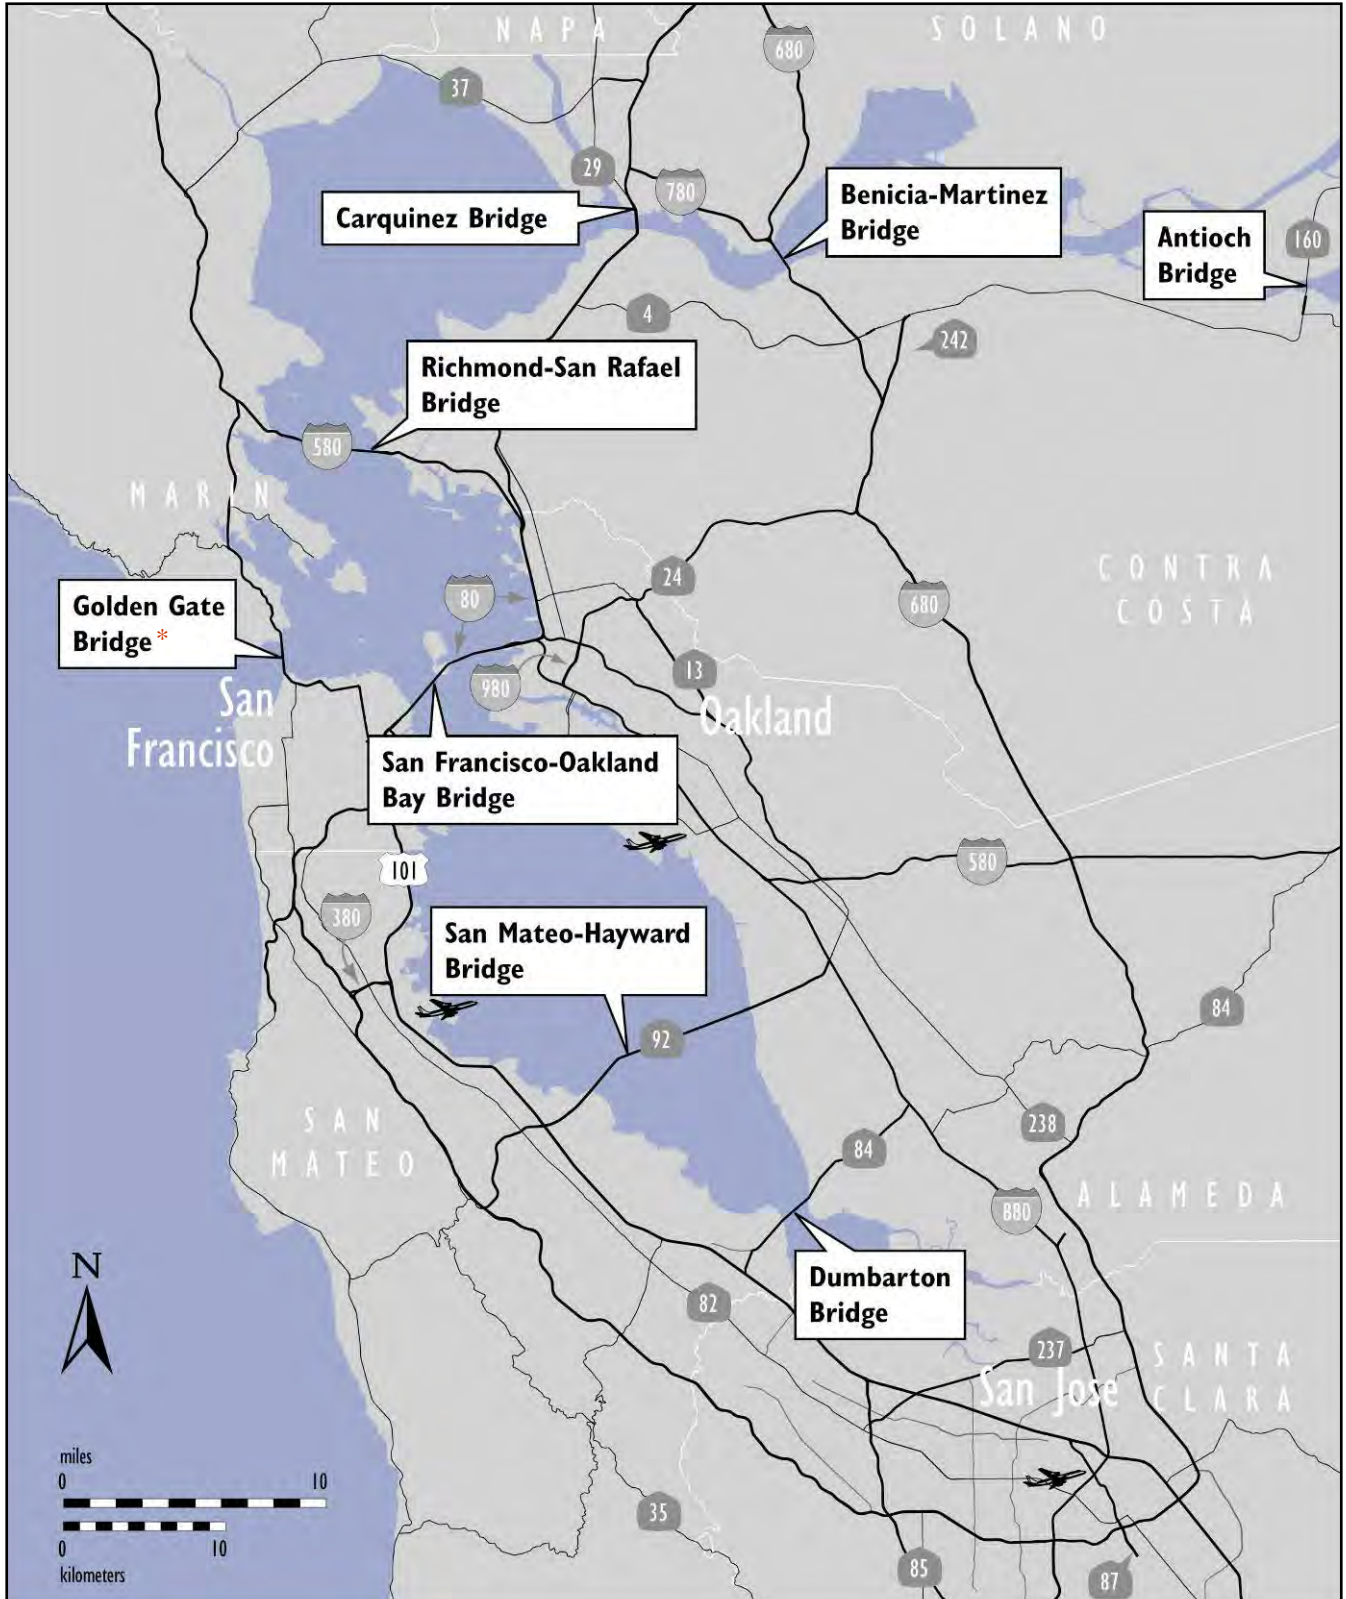 NAPA
SOLANO
680
37
29
780
Carquinez Bridge
Benicia-Martinez
Bridge
Antioch
Bridge
160
4
242
Richmond-San Rafael
Bridge
580
MARIN
24
80
680
CONTRA
COSTA
Golden Gate
Bridge*
13
980
San
Francisco
Oakland
San Francisco-Oakland
Bay Bridge
101
580
380
San Mateo-Hayward
Bridge
84
92
SAN
MATEO
238
84
880
ALAMEDA
N
Dumbarton
Bridge
82
237
San Jose
SANTA
CLARA
miles
0 10
0 10
kilometers
35
85
87